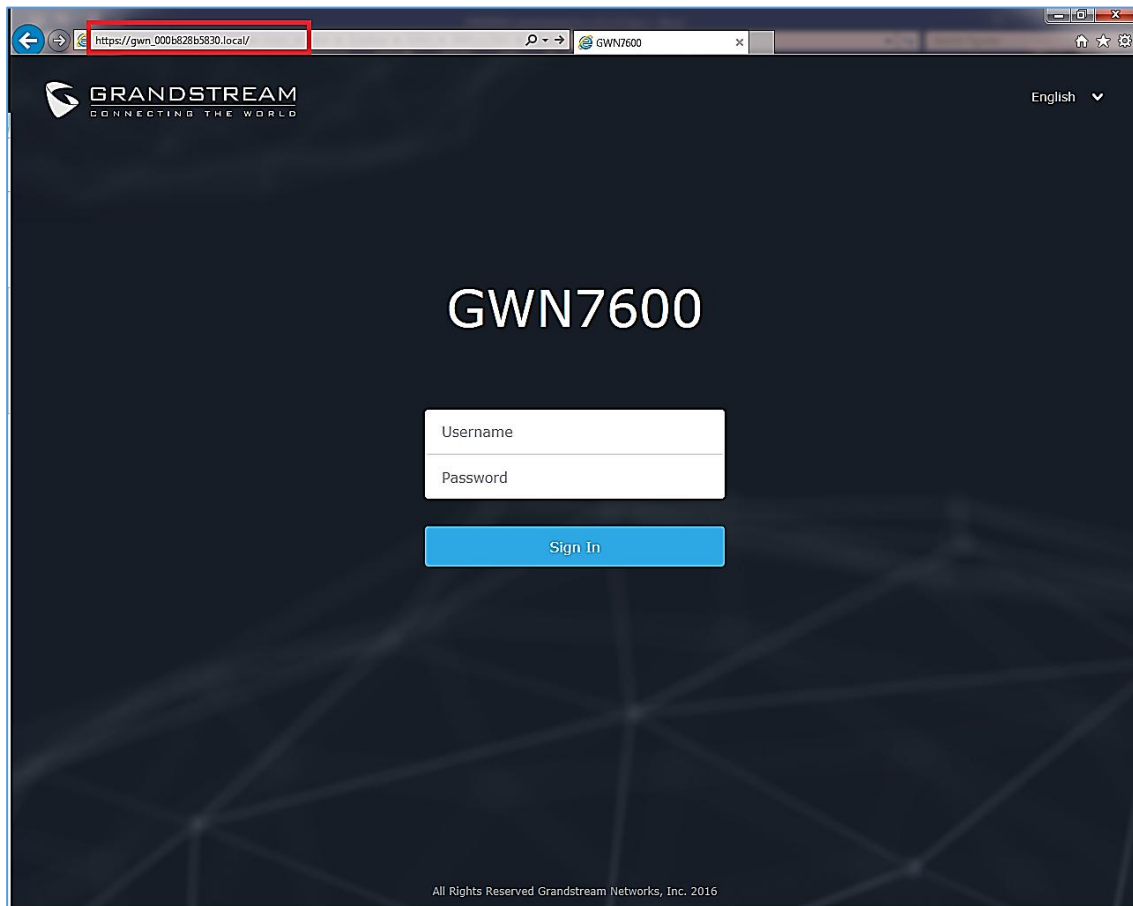 https://gwn_000b828b5830.local/
GWN7600
GRANDSTREAM
CONNECTING THE WORLD
English
GWN7600
Username
Password
Sign In
All Rights Reserved Grandstream Networks, Inc. 2016